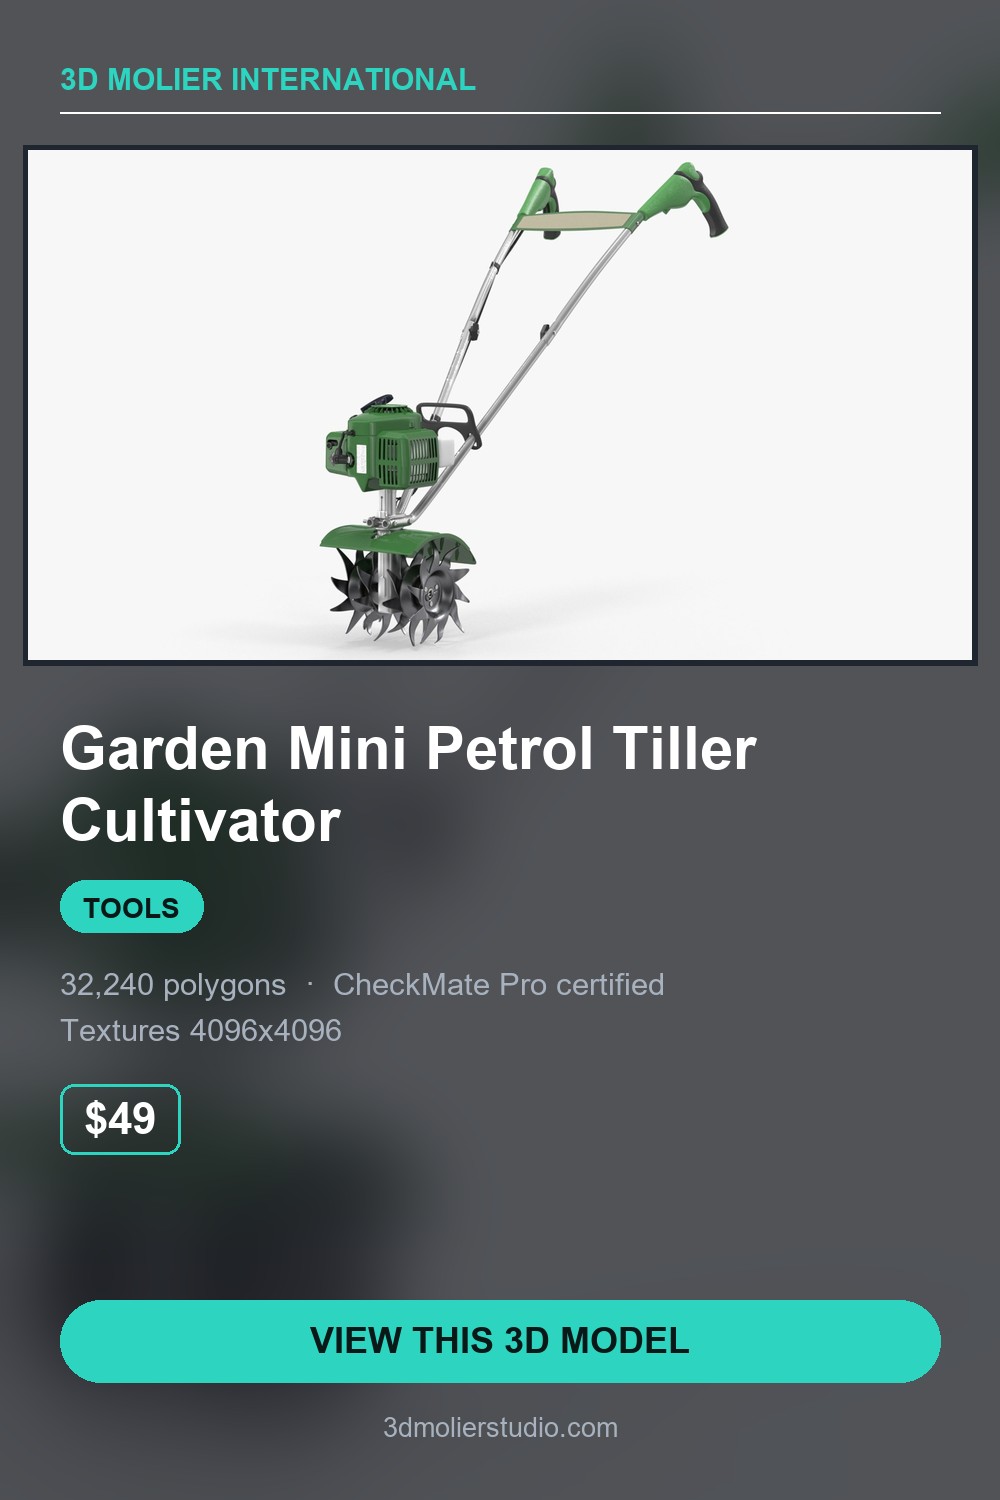 3D MOLIER INTERNATIONAL
Garden Mini Petrol Tiller
Cultivator
TOOLS
32,240 polygons · CheckMate Pro certified
Textures 4096x4096
$49
VIEW THIS 3D MODEL
3dmolierstudio.com